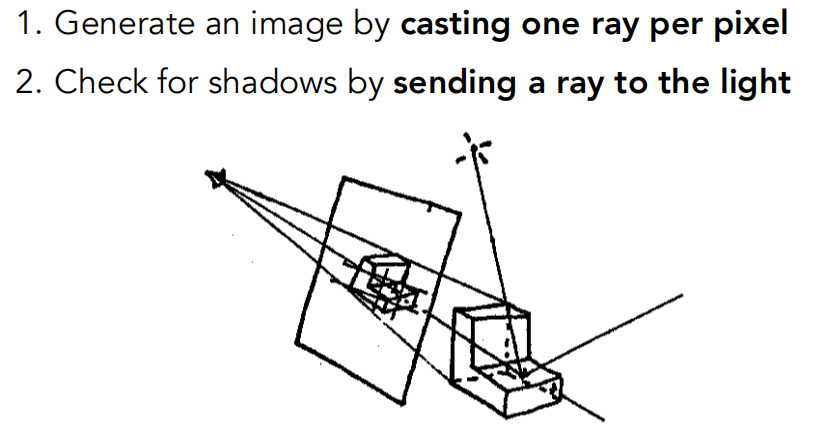 1. Generate an image by casting one ray per pixel
2. Check for shadows by sending a ray to the light